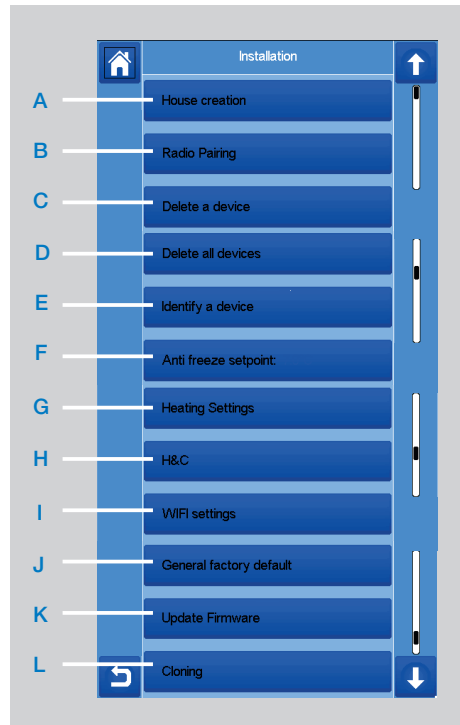 Installation
A House creation
B Radio Pairing
C Delete a device
D Delete all devices
E Identify a device
F Anti freeze setpoint:
G Heating Settings
H H&C
I WIFI settings
J General factory default
K Update Firmware
L Cloning